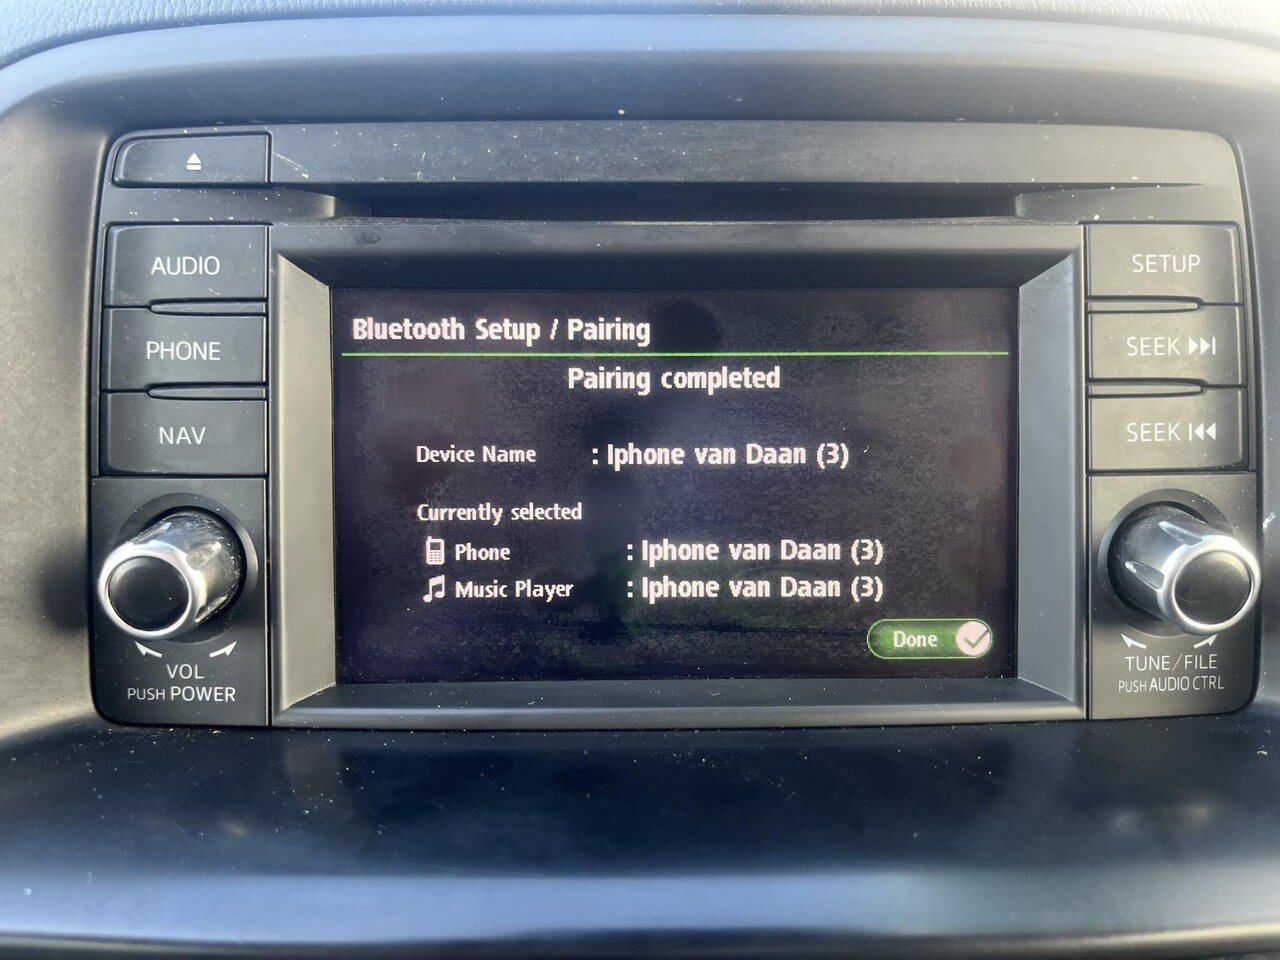 AUDIO
PHONE
NAV
VOL
PUSH POWER
Bluetooth Setup / Pairing
Pairing completed
Device Name : Iphone van Daan (3)
Currently selected
Phone : Iphone van Daan (3)
Music Player : Iphone van Daan (3)
Done
SETUP
SEEK
SEEK
TUNE/FILE
PUSH AUDIO CTRL